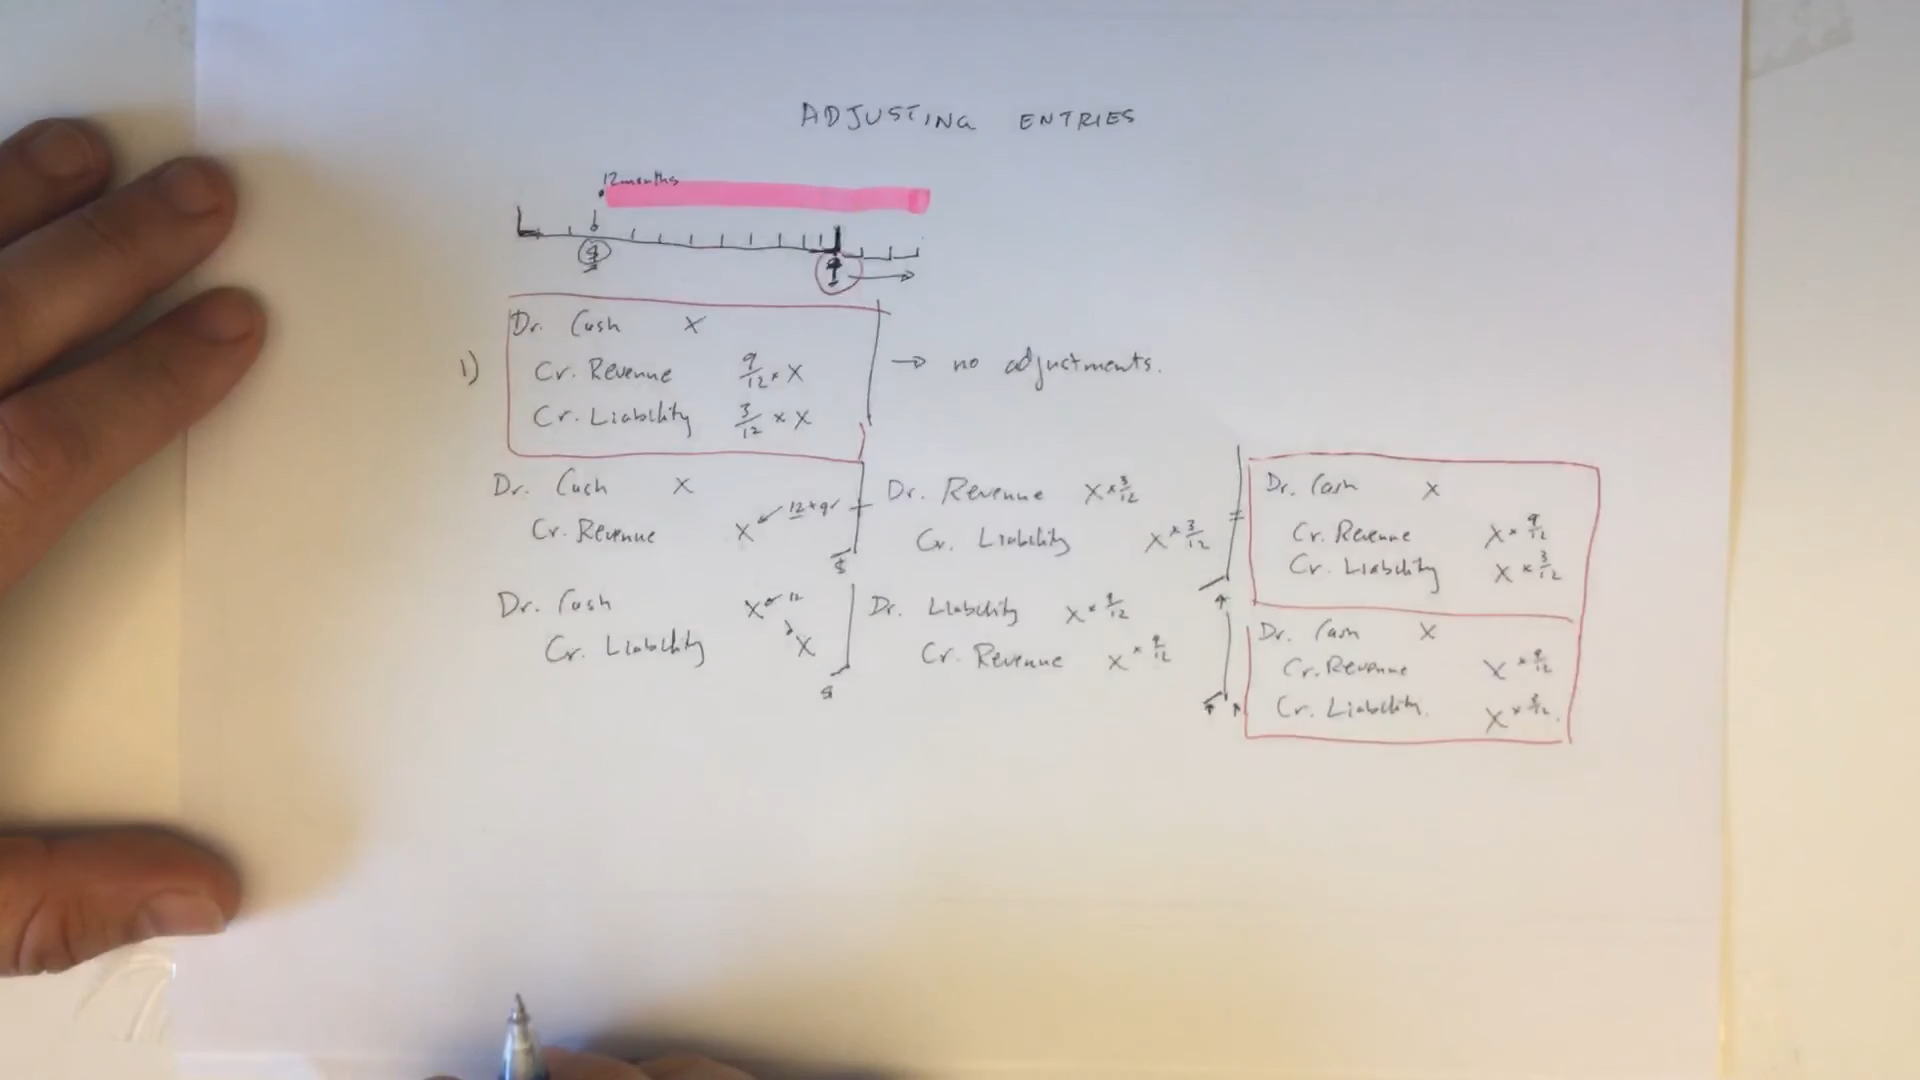 ADJUSTING ENTRIES
12 months
$
Dr. Cash X
1) Cr. Revenue 9/12 × X → no adjustments.
Cr. Liability 3/12 × X
Dr. Cash X Dr. Revenue X × 3/12 Dr. Cash X
Cr. Revenue X ← Cr. Liability X × 3/12 = Cr. Revenue X × 9/12
$ Cr. Liability X × 3/12
Dr. Cash X ← 12 Dr. Liability X × 9/12 Dr. Cash X
Cr. Liability X Cr. Revenue X × 9/12 Cr. Revenue X × 9/12
$ Cr. Liability. X × 3/12.